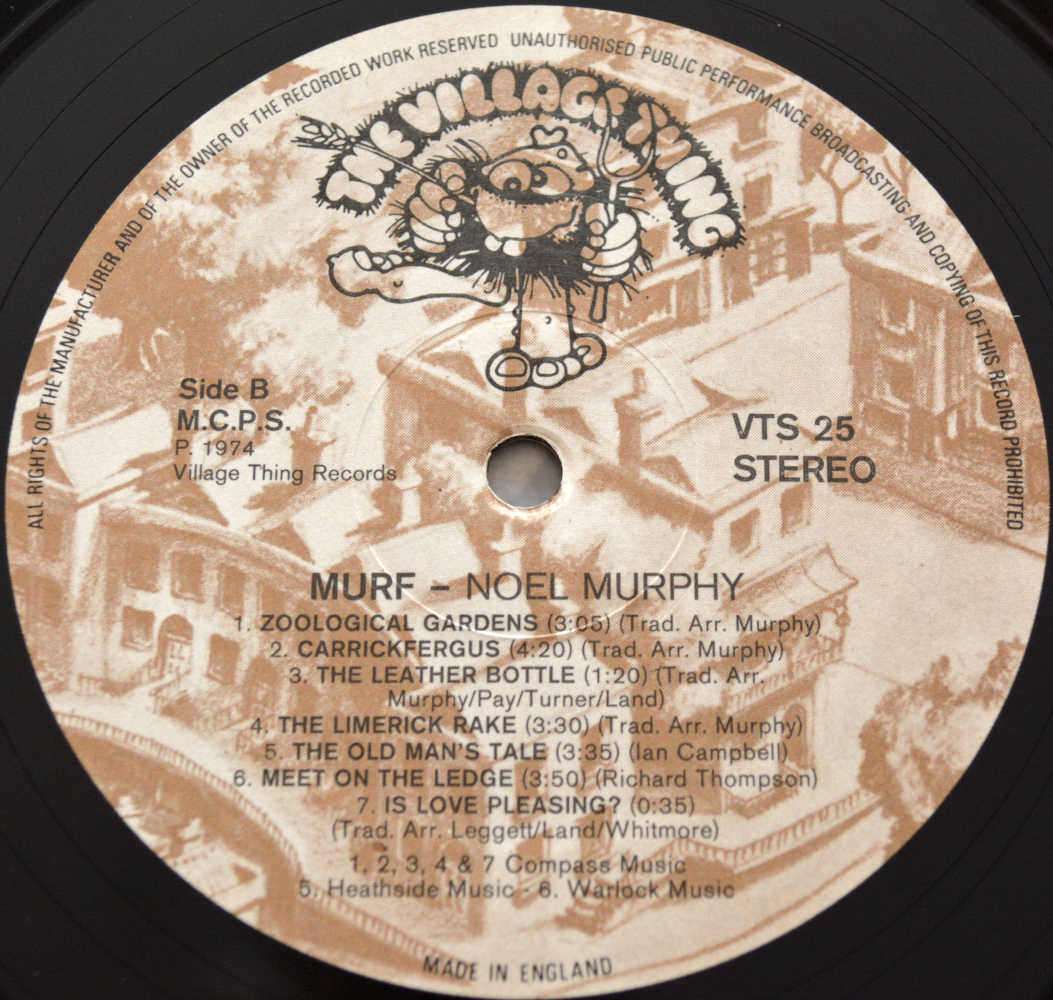 ALL RIGHTS OF THE MANUFACTURER AND OF THE OWNER OF THE RECORDED WORK RESERVED UNAUTHORISED PUBLIC PERFORMANCE BROADCASTING AND COPYING OF THIS RECORD PROHIBITED
THE VILLAGE THING
Side B
M.C.P.S.
P. 1974
Village Thing Records
VTS 25
STEREO
MURF – NOEL MURPHY
1. ZOOLOGICAL GARDENS (3:05) (Trad. Arr. Murphy)
2. CARRICKFERGUS (4:20) (Trad. Arr. Murphy)
3. THE LEATHER BOTTLE (1:20) (Trad. Arr.
Murphy/Pay/Turner/Land)
4. THE LIMERICK RAKE (3:30) (Trad. Arr. Murphy)
5. THE OLD MAN'S TALE (3:35) (Ian Campbell)
6. MEET ON THE LEDGE (3:50) (Richard Thompson)
7. IS LOVE PLEASING? (0:35)
(Trad. Arr. Leggett/Land/Whitmore)
1, 2, 3, 4 & 7 Compass Music
5. Heathside Music - 6. Warlock Music
MADE IN ENGLAND